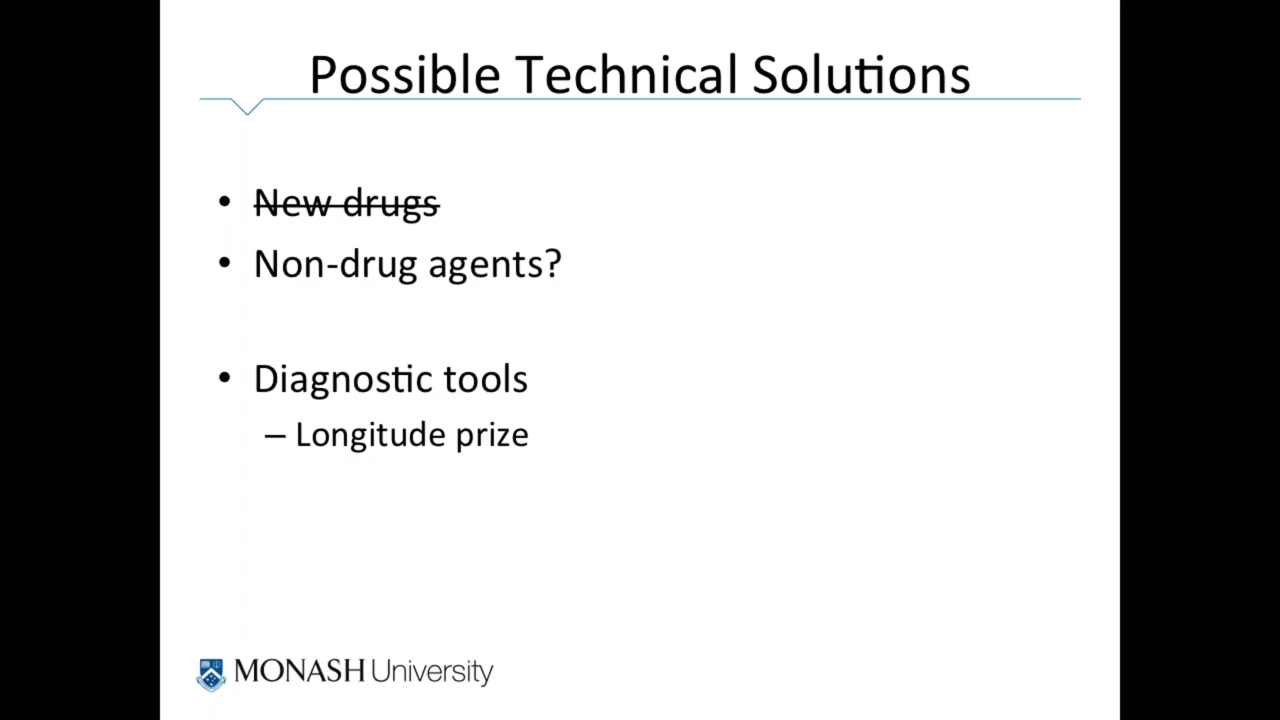 Possible Technical Solutions
• New drugs
• Non-drug agents?
• Diagnostic tools
– Longitude prize
MONASH University